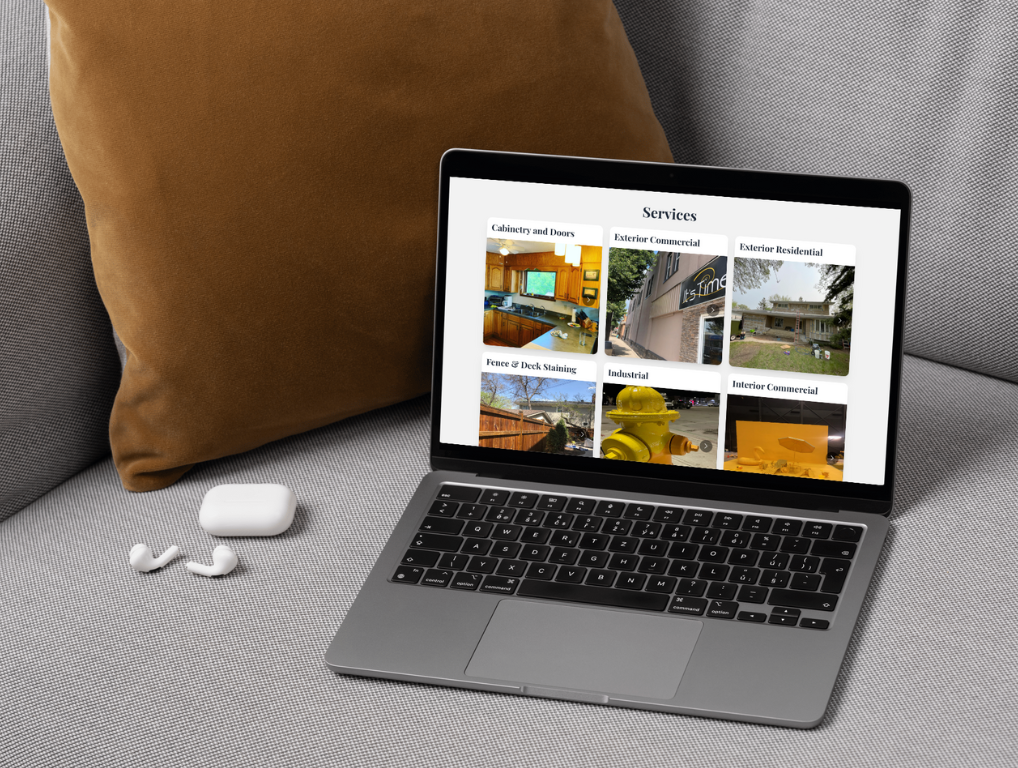 Services
Cabinetry and Doors
Exterior Commercial
Exterior Residential
It's Time
Fence & Deck Staining
Industrial
Interior Commercial
esc
Q W E R T Z U I O P
A S D F G H J K L
Y X C V B N M
control option command command option